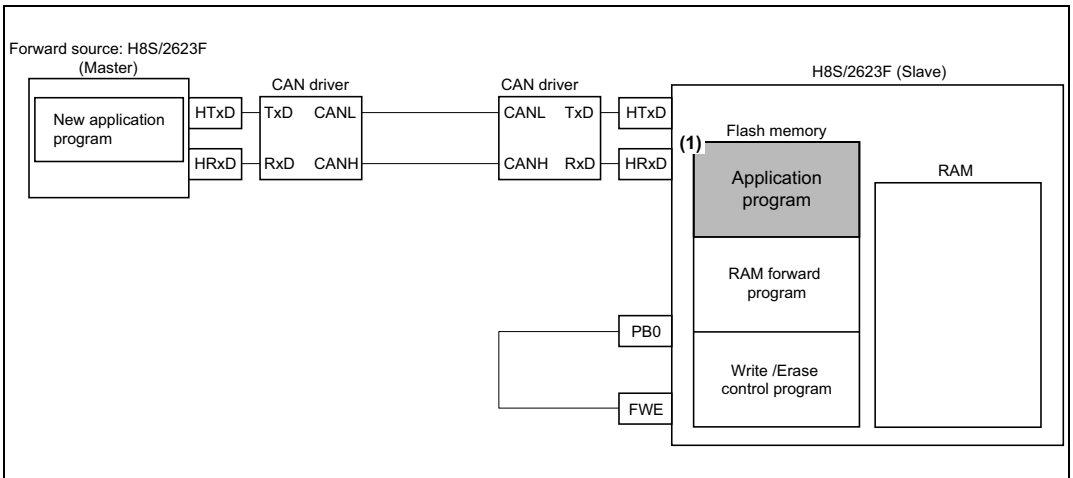 Forward source: H8S/2623F
(Master)
New application
program
HTxD
HRxD
CAN driver
TxD CANL
RxD CANH
CAN driver
CANL TxD
CANH RxD
HTxD
HRxD
H8S/2623F (Slave)
(1)
Flash memory
Application
program
RAM forward
program
Write /Erase
control program
RAM
PB0
FWE